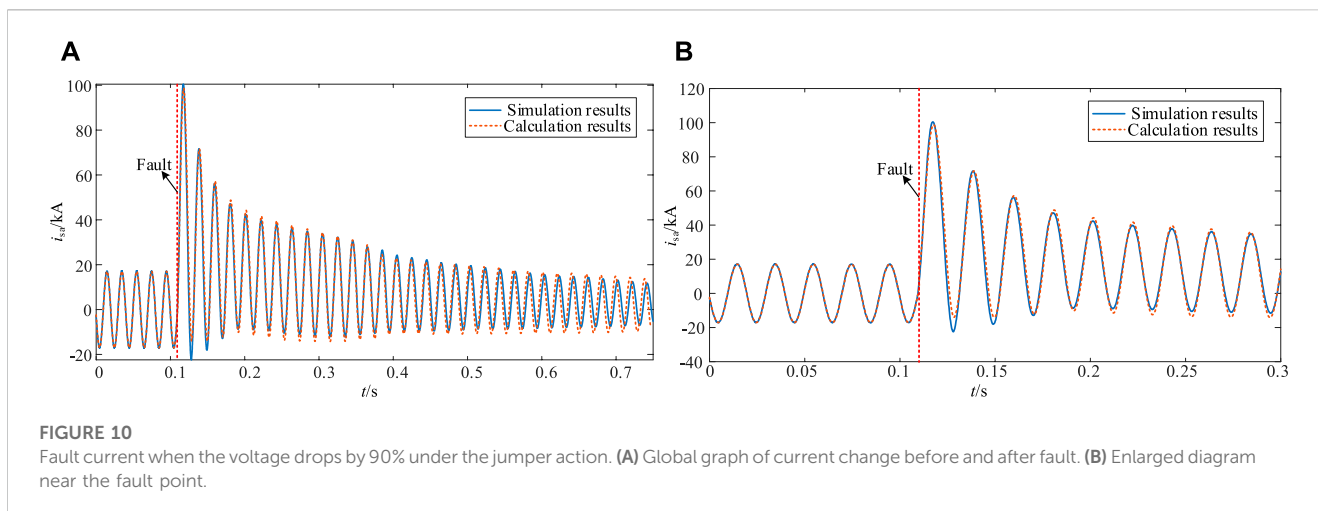 A
B
100
80
60
40
20
0
-20
0
0.1
0.2
0.3
0.4
0.5
0.6
0.7
i_sa/kA
t/s
Fault
Simulation results
Calculation results
120
100
80
60
40
20
0
-20
-40
0
0.05
0.1
0.15
0.2
0.25
0.3
i_sa/kA
t/s
Fault
Simulation results
Calculation results
FIGURE 10
Fault current when the voltage drops by 90% under the jumper action. (A) Global graph of current change before and after fault. (B) Enlarged diagram
near the fault point.